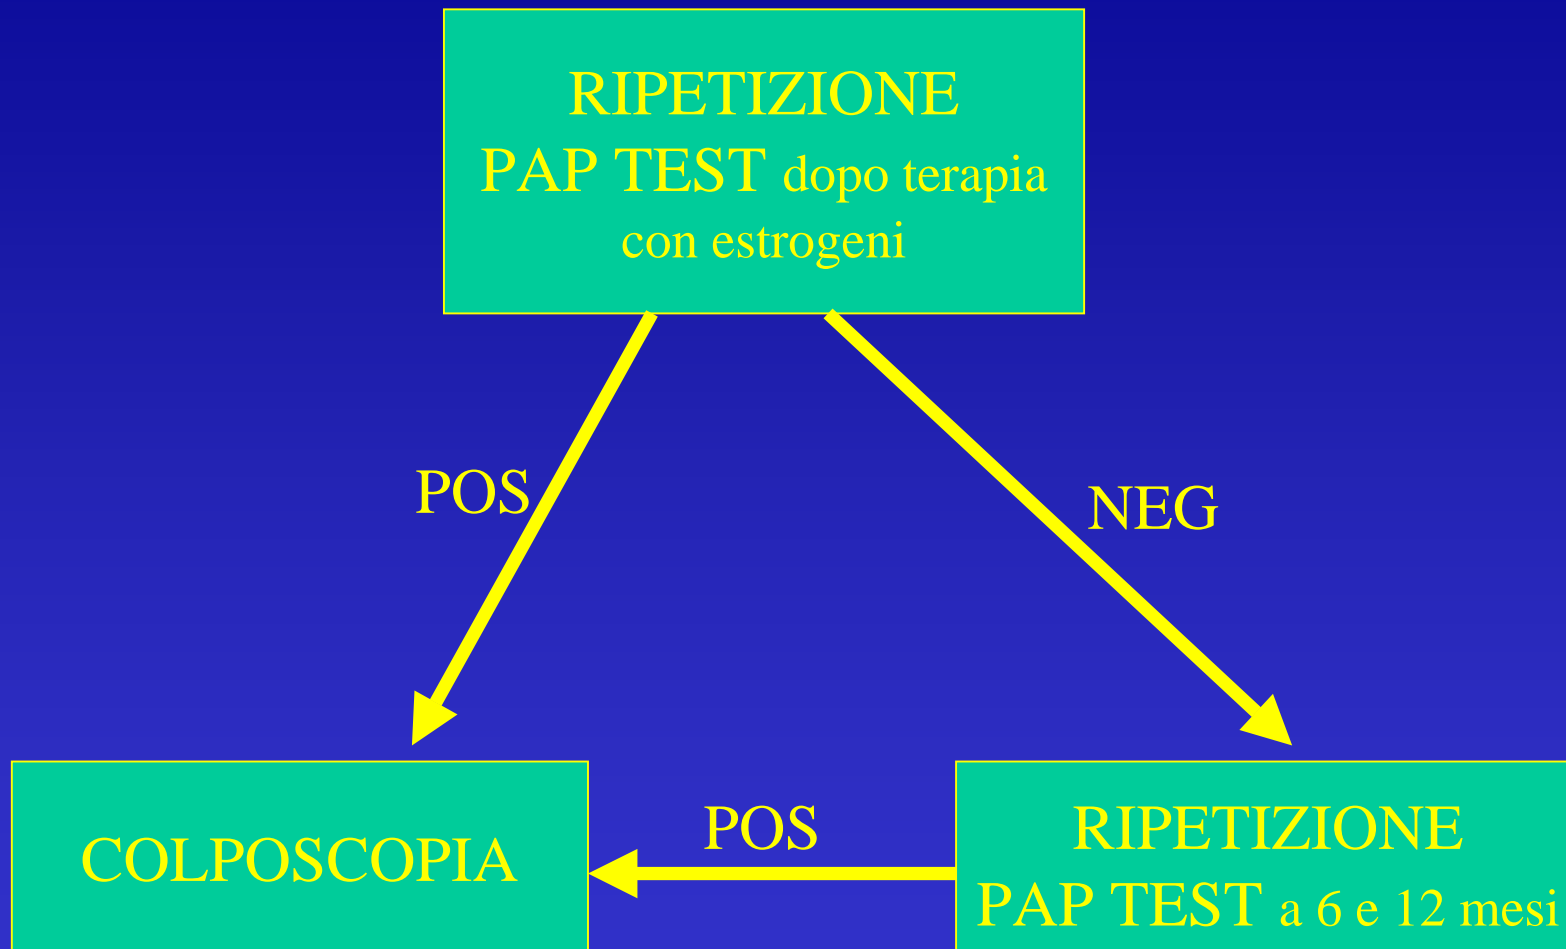 RIPETIZIONE
PAP TEST dopo terapia
con estrogeni
POS
NEG
COLPOSCOPIA
POS
RIPETIZIONE
PAP TEST a 6 e 12 mesi